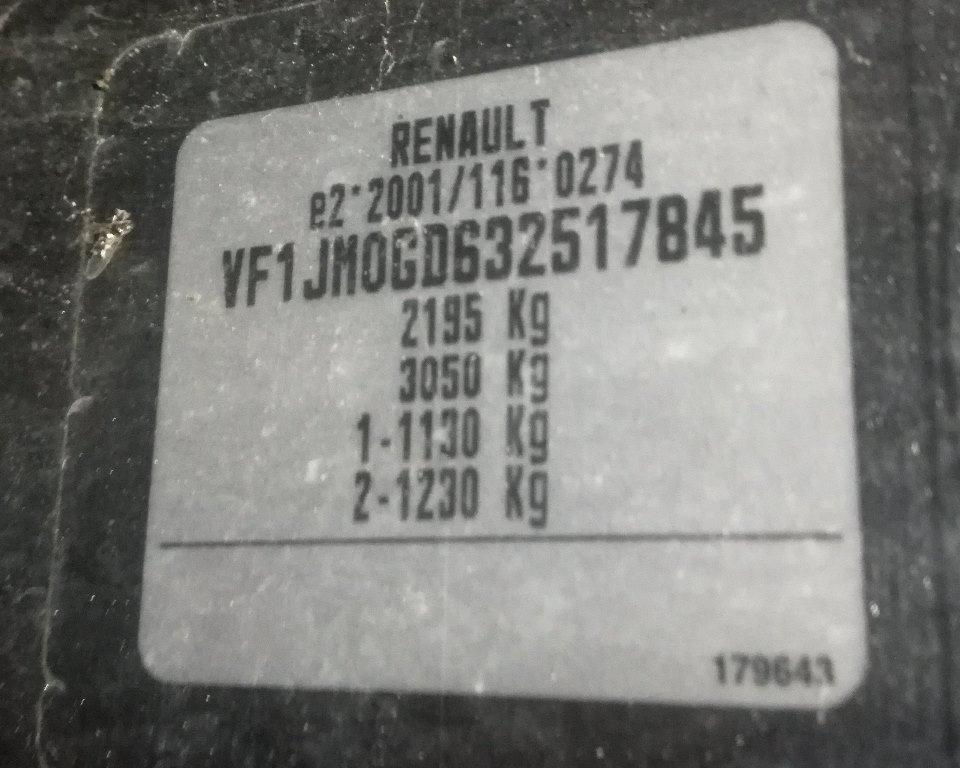 RENAULT
e2*2001/116*0274
VF1JM0GD632517845
2195 Kg
3050 Kg
1-1130 Kg
2-1230 Kg
179643